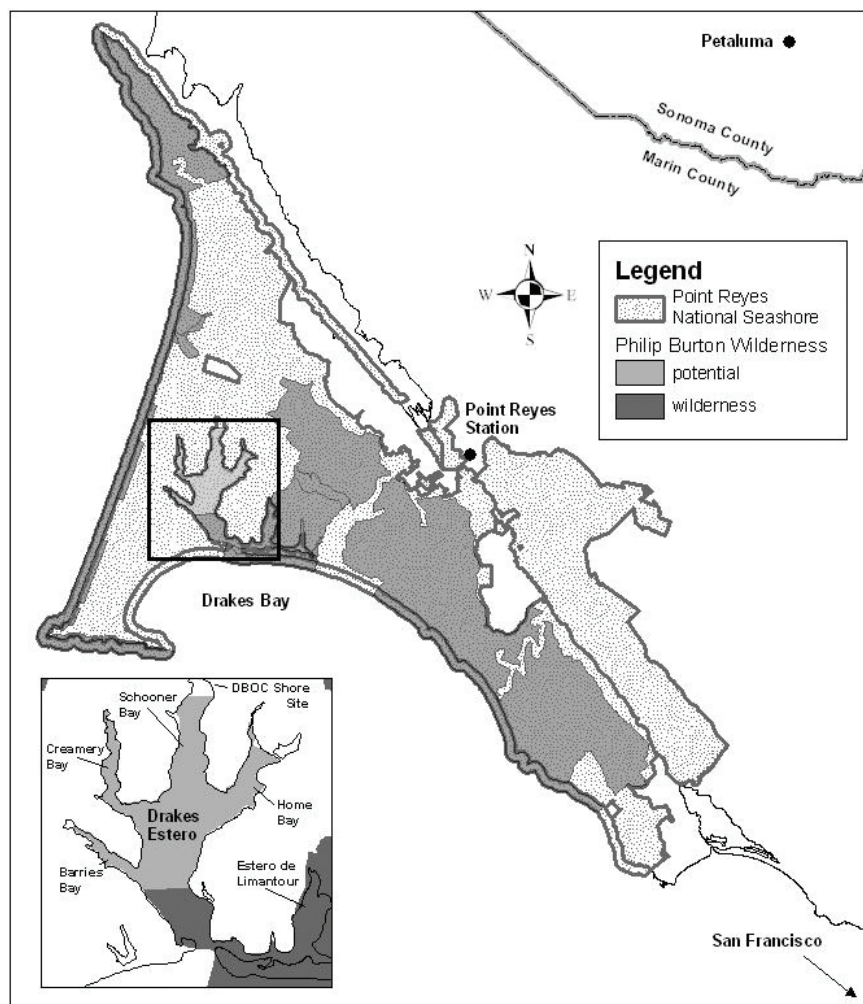 Petaluma
Sonoma County
Marin County
N
W
E
S
Legend
Point Reyes
National Seashore
Philip Burton Wilderness
potential
wilderness
Point Reyes
Station
Drakes Bay
DBOC Shore
Site
Schooner
Bay
Creamery
Bay
Drakes
Estero
Home
Bay
Barries
Bay
Estero de
Limantour
San Francisco